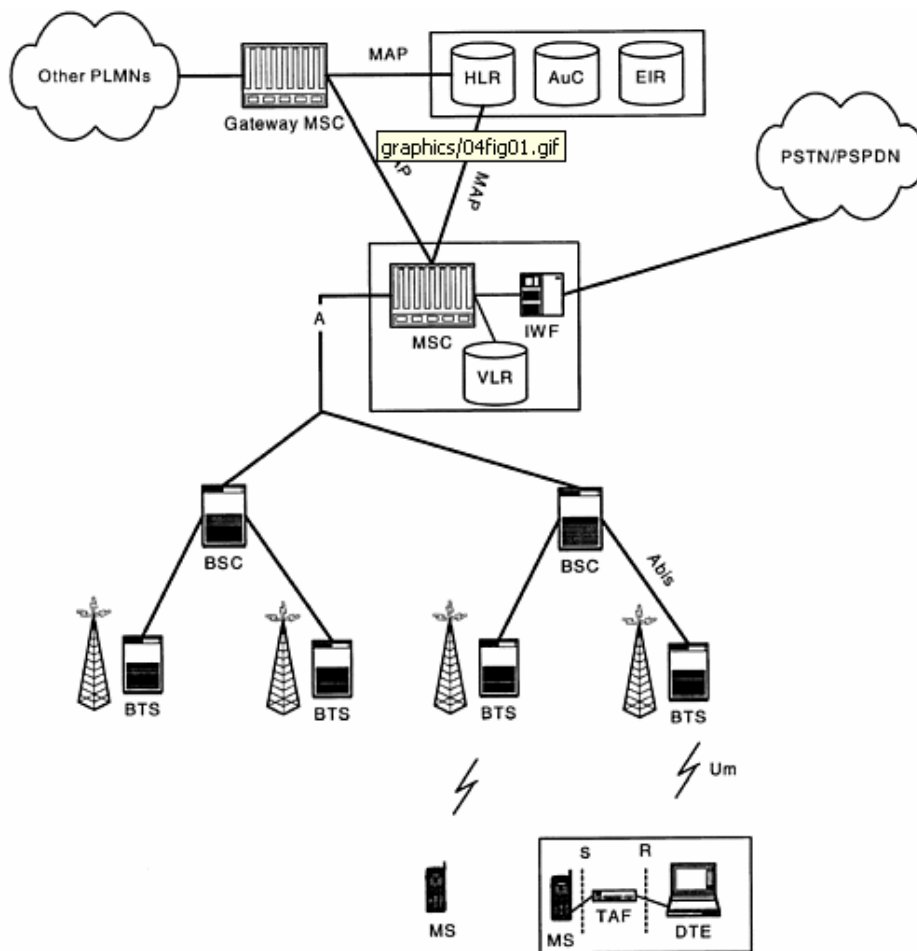 Other PLMNs
Gateway MSC
MAP
HLR
AuC
EIR
graphics/04fig01.gif
MAP
PSTN/PSPDN
A
MSC
IWF
VLR
BSC
BSC
Abis
BTS
BTS
BTS
BTS
Um
MS
S
R
MS
TAF
DTE